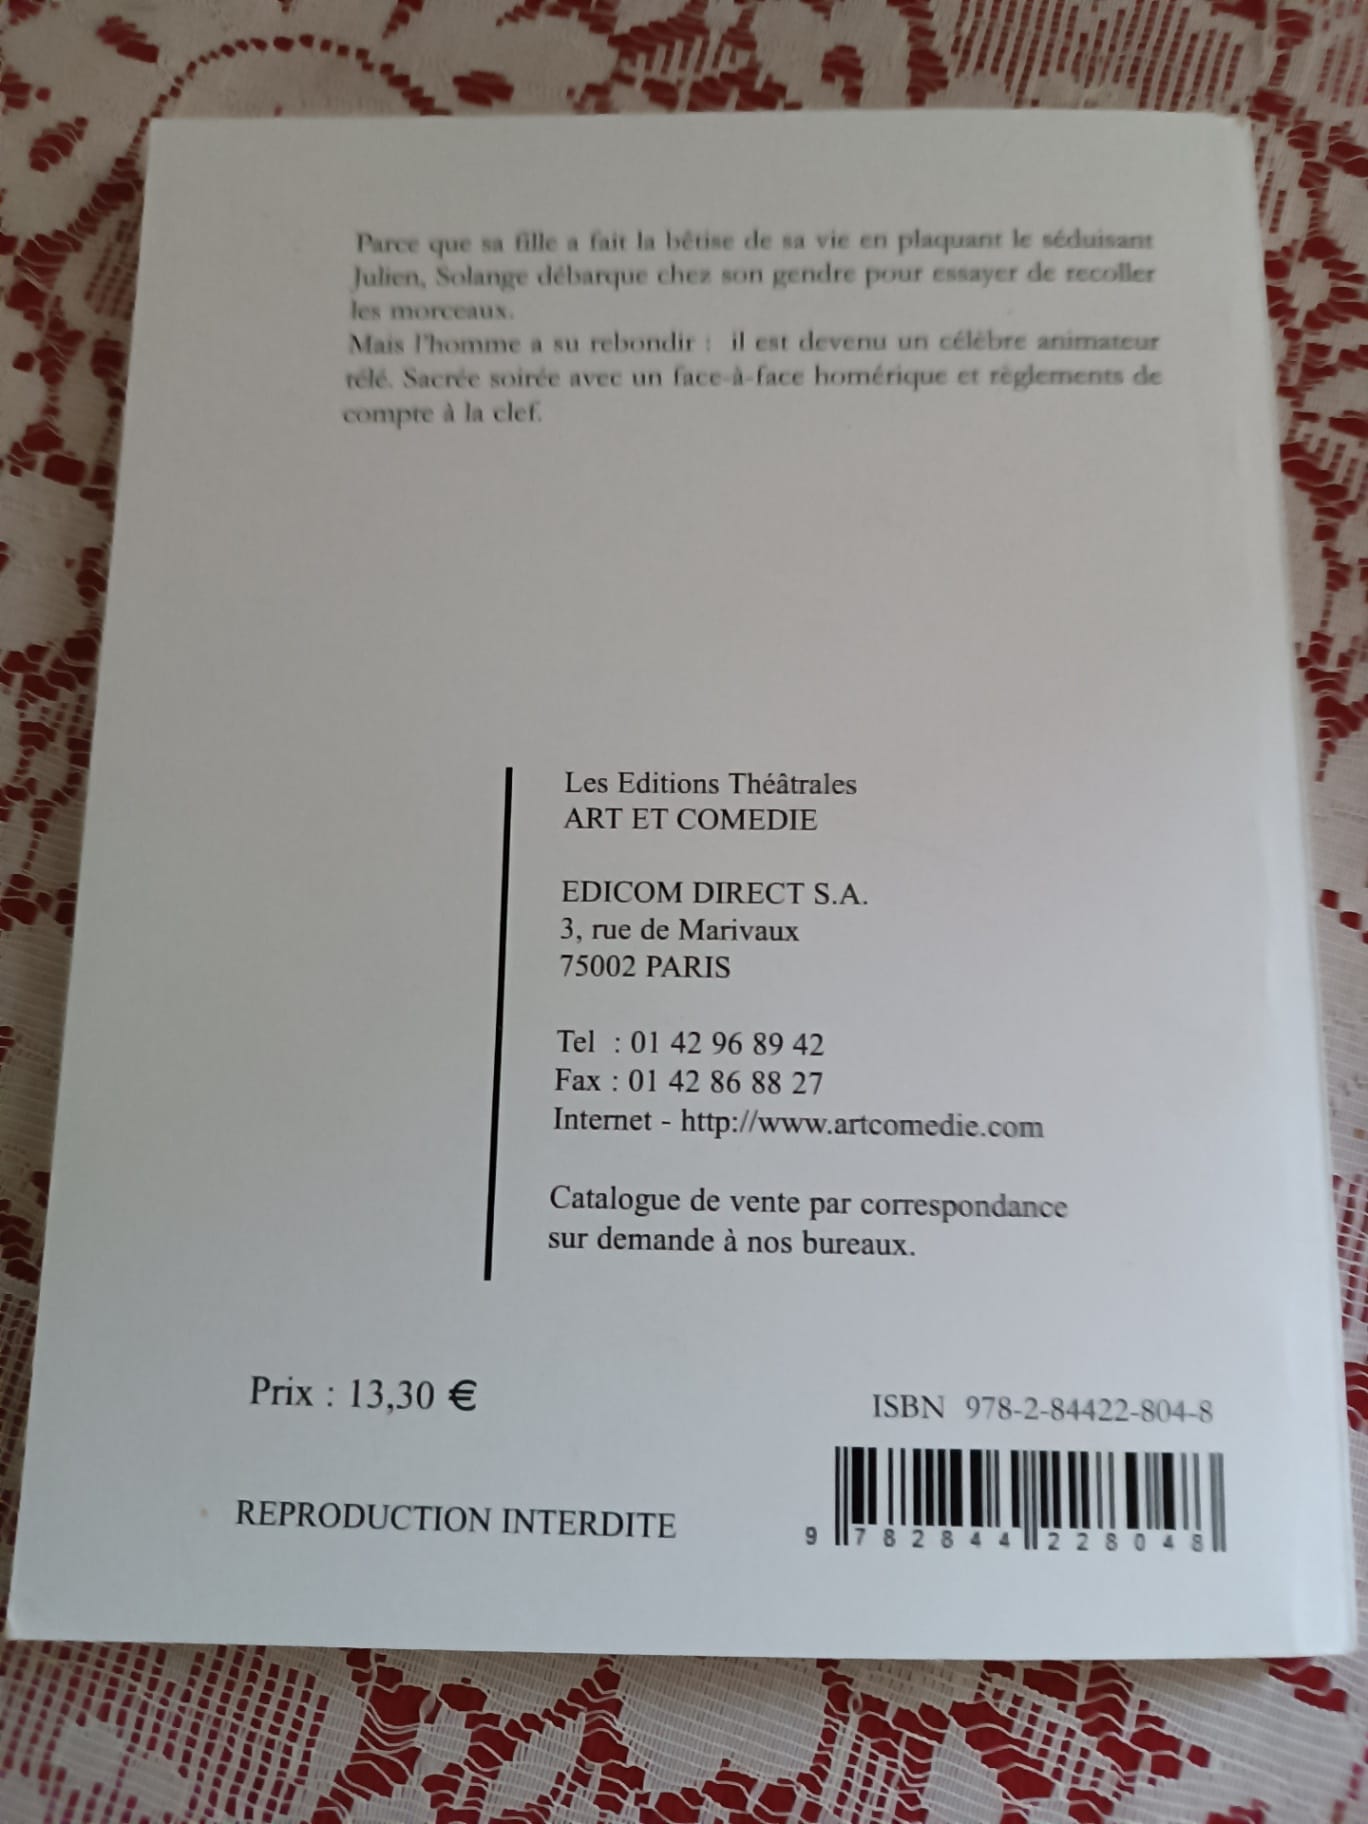 Parce que sa fille a fait la bêtise de sa vie en plaquant le séduisant
Julien, Solange débarque chez son gendre pour essayer de recoller
les morceaux.
Mais l'homme a su rebondir : il est devenu un célèbre animateur
télé. Sacrée soirée avec un face-à-face homérique et règlements de
compte à la clef.
Les Editions Théâtrales
ART ET COMEDIE
EDICOM DIRECT S.A.
3, rue de Marivaux
75002 PARIS
Tel : 01 42 96 89 42
Fax : 01 42 86 88 27
Internet - http://www.artcomedie.com
Catalogue de vente par correspondance
sur demande à nos bureaux.
Prix : 13,30 €
ISBN 978-2-84422-804-8
REPRODUCTION INTERDITE
9 782844 228048